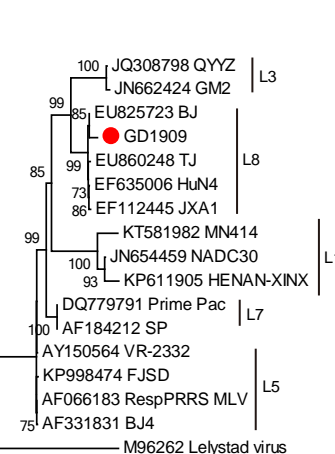 100 JQ308798 QYYZ
JN662424 GM2
L3
99
85 EU825723 BJ
GD1909
99 EU860248 TJ
L8
73 EF635006 HuN4
86 EF112445 JXA1
85
KT581982 MN414
100 JN654459 NADC30
93 KP611905 HENAN-XINX
99
DQ779791 Prime Pac
L7
100 AF184212 SP
AY150564 VR-2332
KP998474 FJSD
L5
AF066183 RespPRRS MLV
75 AF331831 BJ4
M96262 Lelystad virus